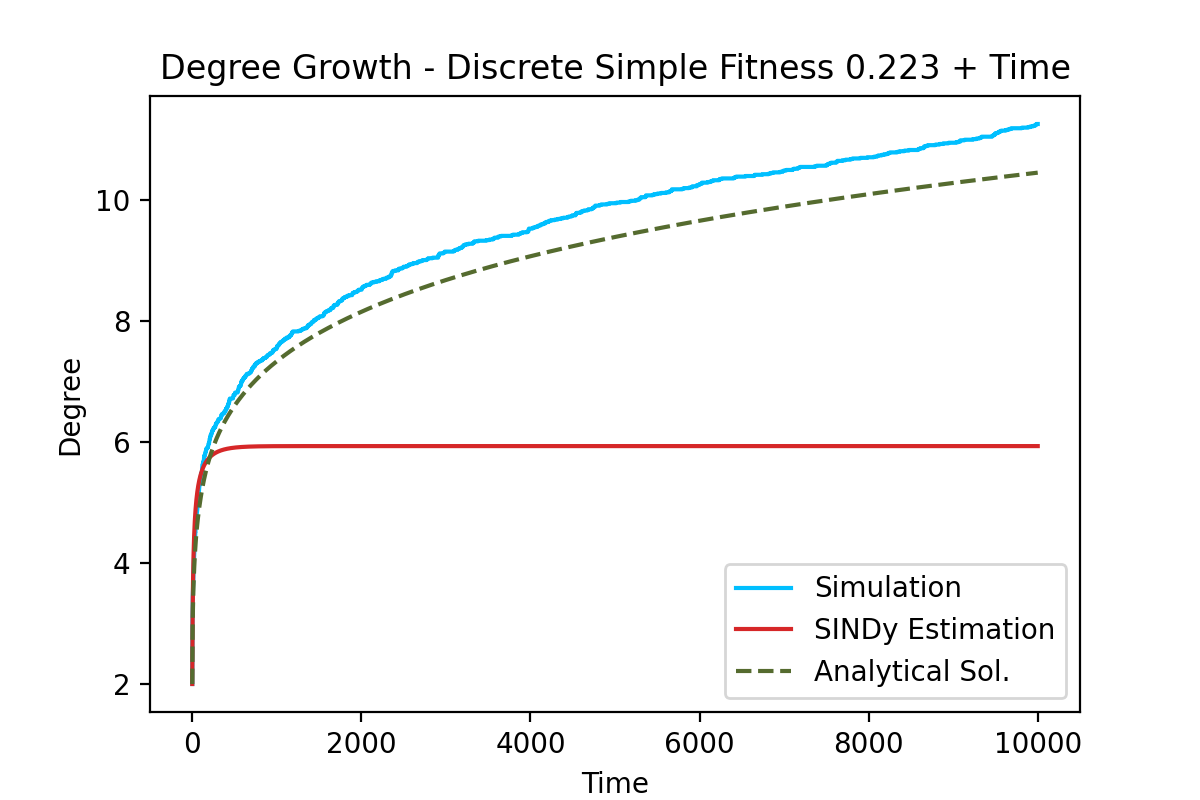 Degree Growth - Discrete Simple Fitness 0.223 + Time
10
8
6
4
2
Degree
Simulation
SINDy Estimation
Analytical Sol.
0 2000 4000 6000 8000 10000
Time